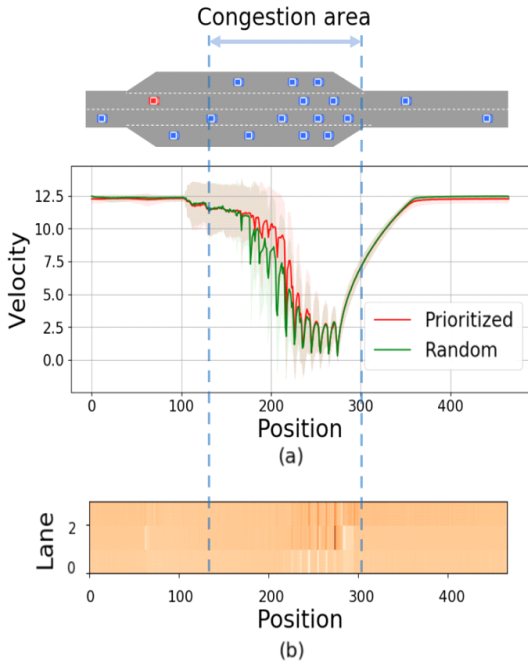 Congestion area
12.5
10.0
7.5
5.0
2.5
0.0
Velocity
Prioritized
Random
0 100 200 300 400
Position
(a)
Lane
2
0
0 100 200 300 400
Position
(b)